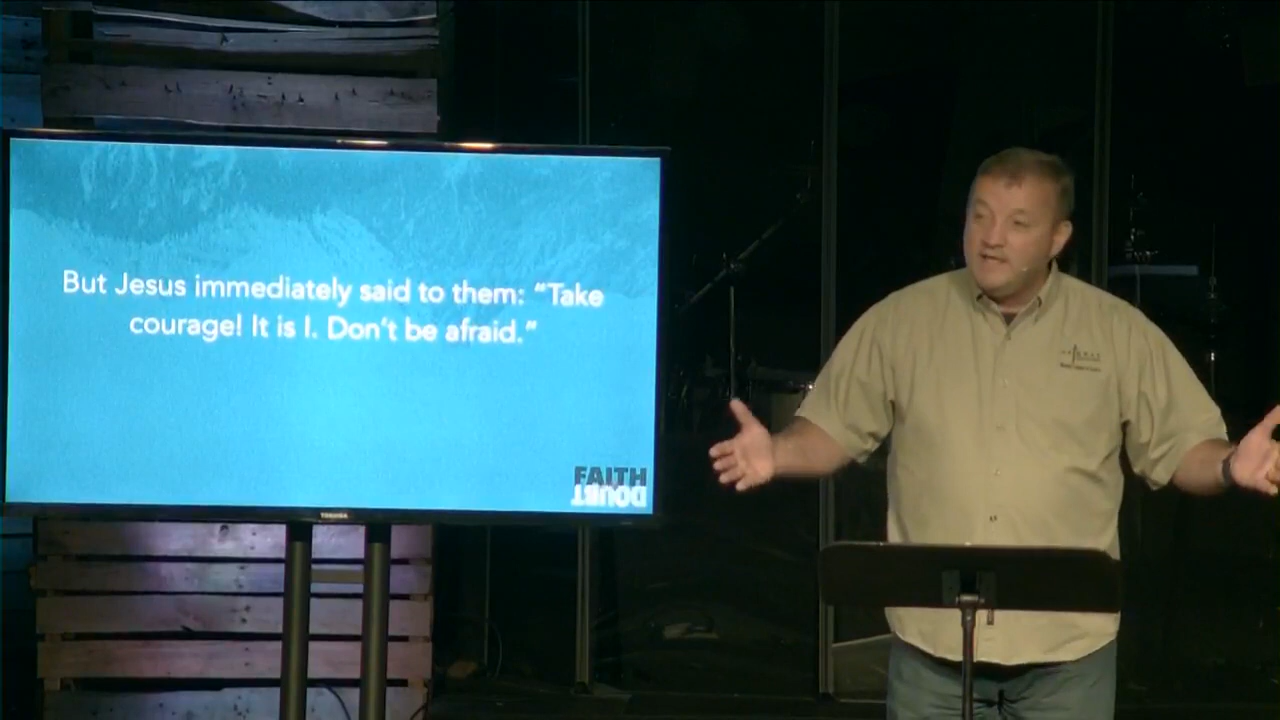 But Jesus immediately said to them: “Take
courage! It is I. Don't be afraid.”
FAITH
DOUBT
TOSHIBA